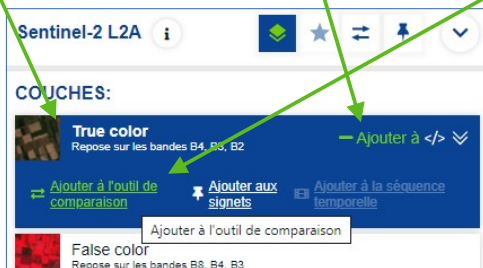 Sentinel-2 L2A i
COUCHES:
True color
Repose sur les bandes B4, B3, B2
Ajouter à </>
Ajouter à l'outil de
comparaison
Ajouter aux
signets
Ajouter à la séquence
temporelle
Ajouter à l'outil de comparaison
False color
Repose sur les bandes B8, B4, B3